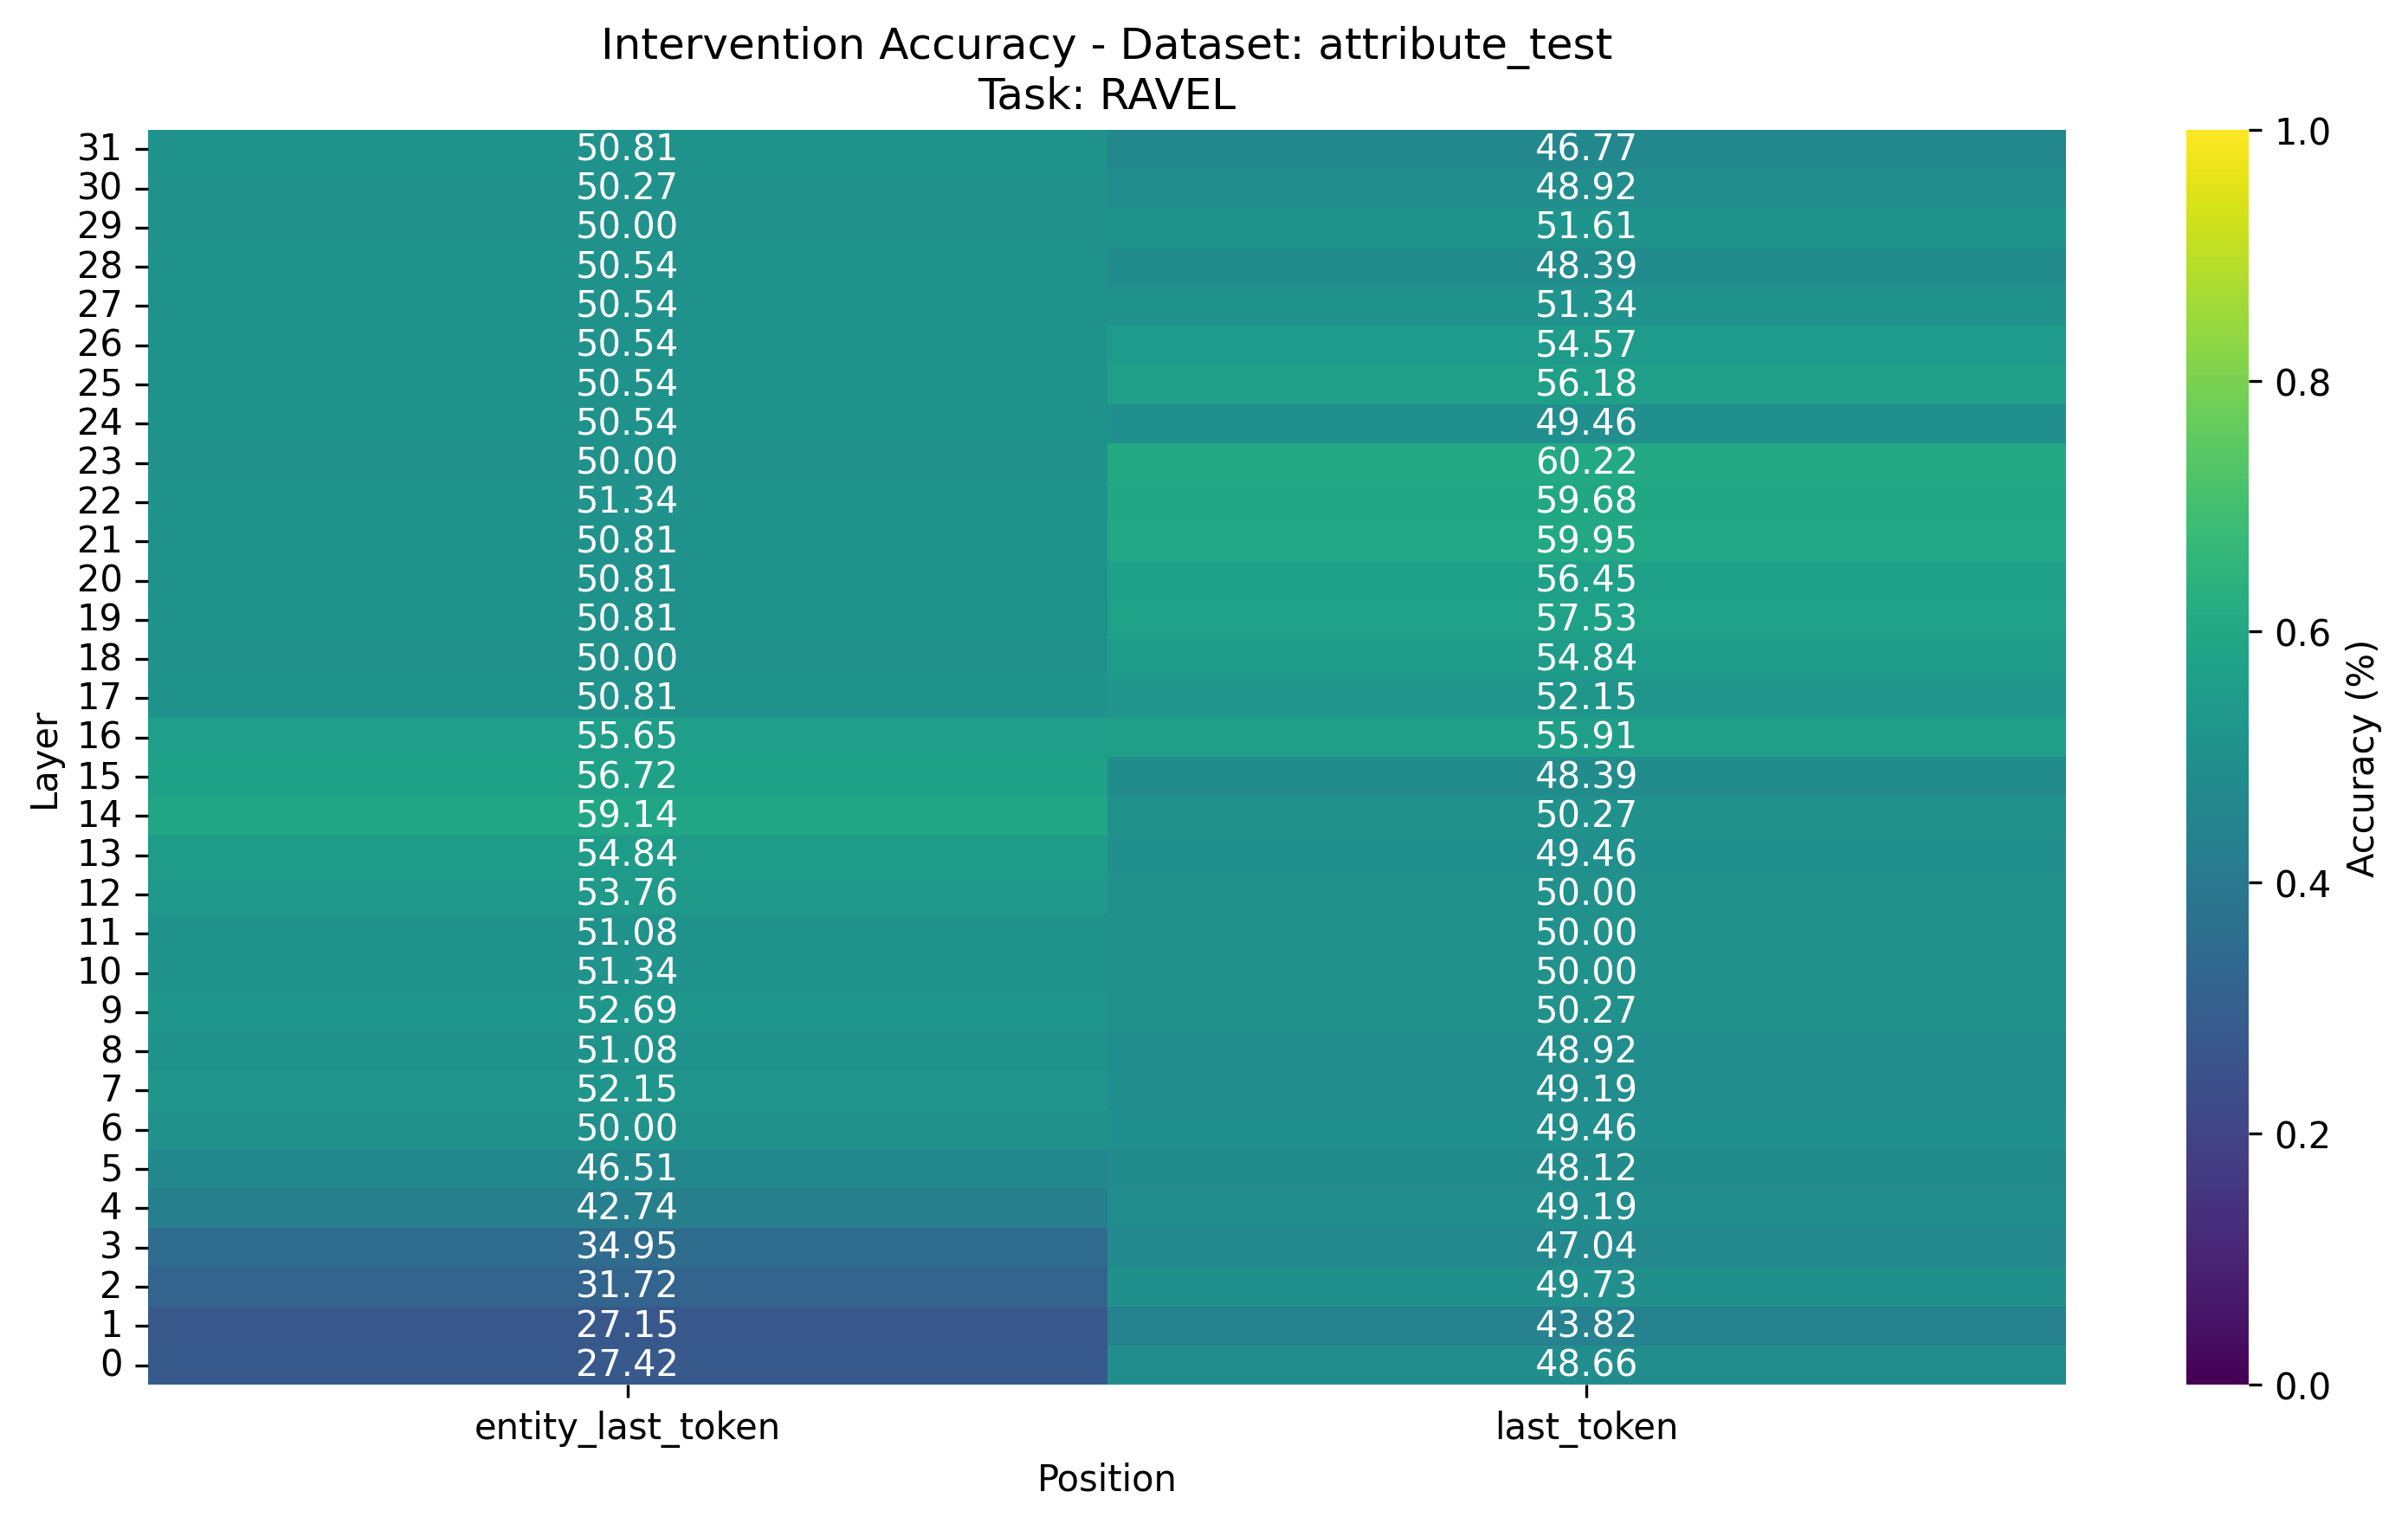 Intervention Accuracy - Dataset: attribute_test
Task: RAVEL
31 50.81 46.77
30 50.27 48.92
29 50.00 51.61
28 50.54 48.39
27 50.54 51.34
26 50.54 54.57
25 50.54 56.18
24 50.54 49.46
23 50.00 60.22
22 51.34 59.68
21 50.81 59.95
20 50.81 56.45
19 50.81 57.53
18 50.00 54.84
17 50.81 52.15
16 55.65 55.91
15 56.72 48.39
14 59.14 50.27
13 54.84 49.46
12 53.76 50.00
11 51.08 50.00
10 51.34 50.00
9 52.69 50.27
8 51.08 48.92
7 52.15 49.19
6 50.00 49.46
5 46.51 48.12
4 42.74 49.19
3 34.95 47.04
2 31.72 49.73
1 27.15 43.82
0 27.42 48.66
Layer
entity_last_token last_token
Position
1.0
0.8
0.6
0.4
0.2
0.0
Accuracy (%)